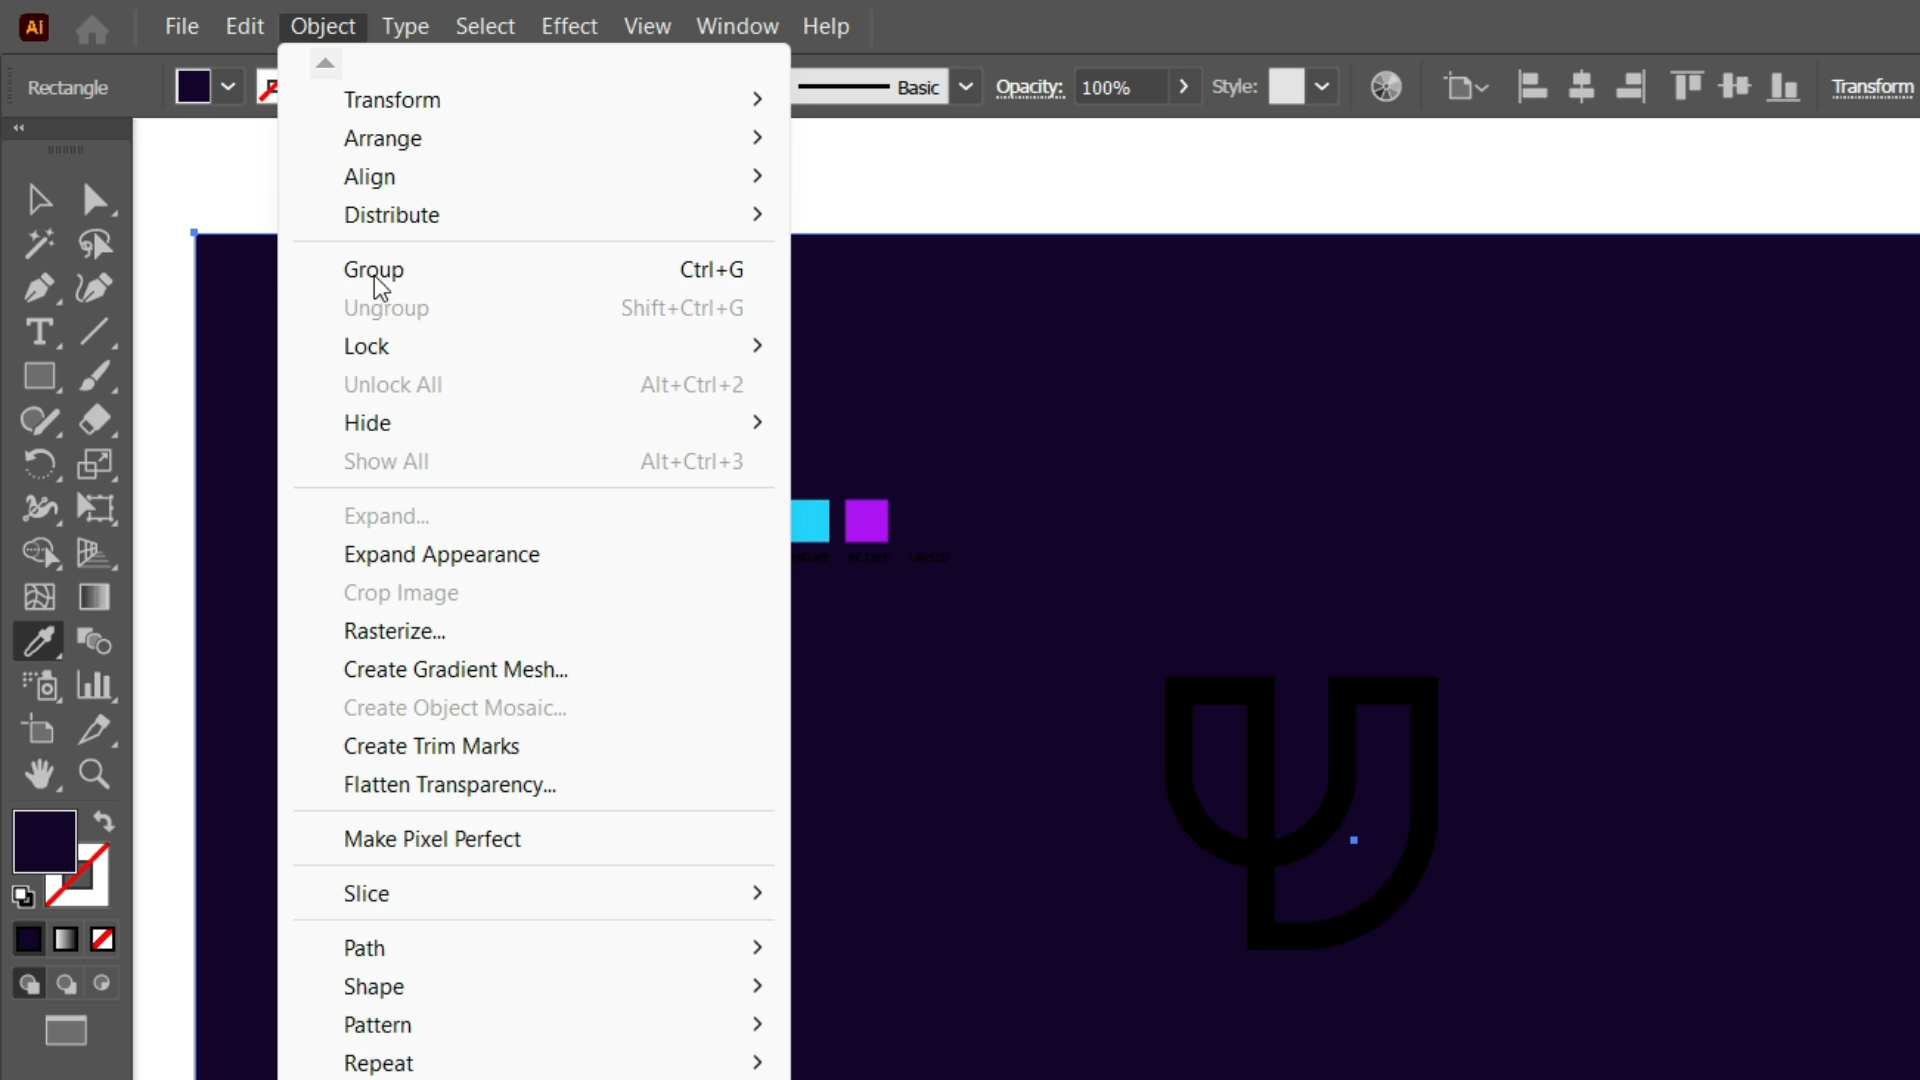 Ai File Edit Object Type Select Effect View Window Help
Rectangle Basic Opacity: 100% Style: Transform
Transform
Arrange
Align
Distribute
Group Ctrl+G
Ungroup Shift+Ctrl+G
Lock
Unlock All Alt+Ctrl+2
Hide
Show All Alt+Ctrl+3
Expand...
AC12FF 140320
Expand Appearance
Crop Image
Rasterize...
Create Gradient Mesh...
Create Object Mosaic...
Create Trim Marks
Flatten Transparency...
Make Pixel Perfect
Slice
Path
Shape
Pattern
Repeat